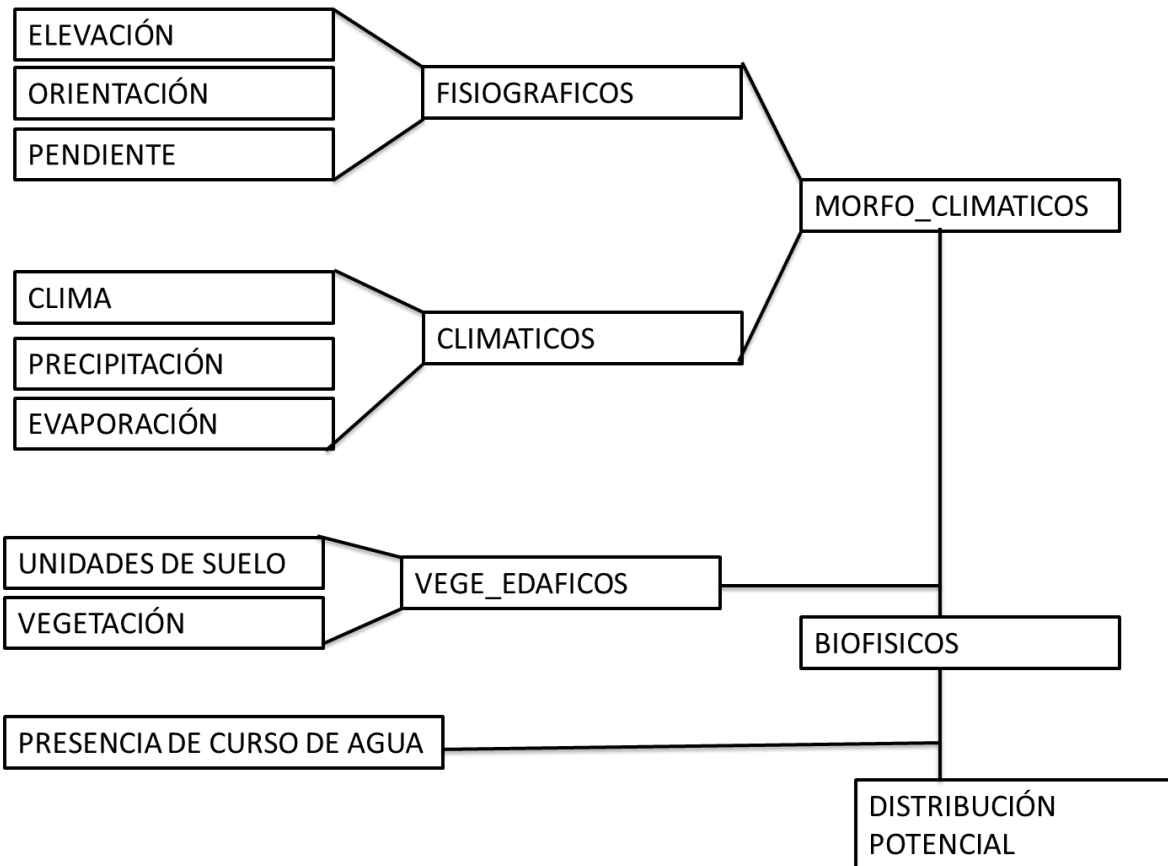 ELEVACIÓN
ORIENTACIÓN
PENDIENTE
FISIOGRAFICOS
MORFO_CLIMATICOS
CLIMA
PRECIPITACIÓN
EVAPORACIÓN
CLIMATICOS
UNIDADES DE SUELO
VEGETACIÓN
VEGE_EDAFICOS
BIOFISICOS
PRESENCIA DE CURSO DE AGUA
DISTRIBUCIÓN
POTENCIAL